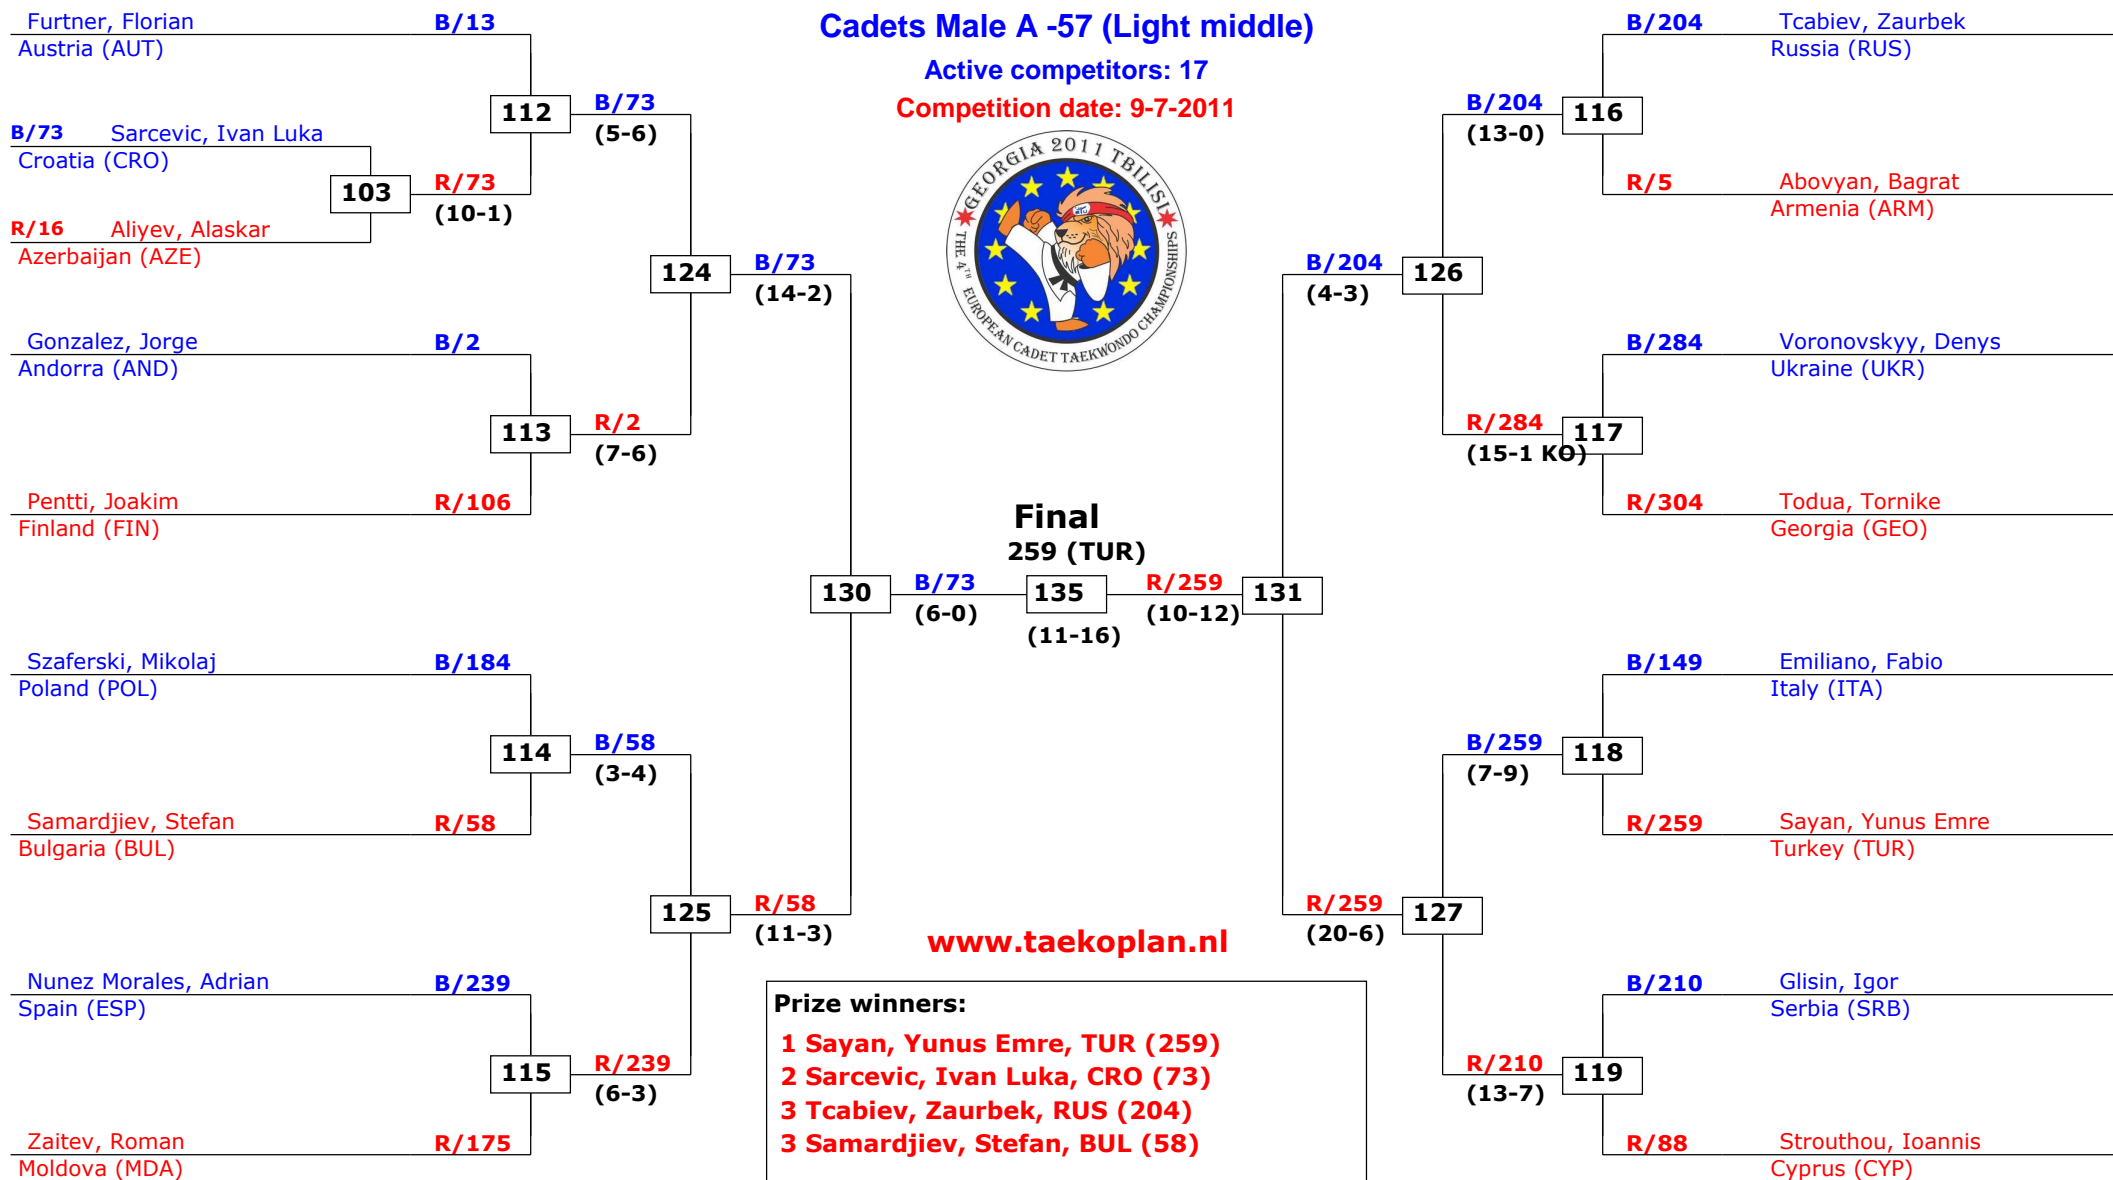 Cadets Male A -57 (Light middle)
Active competitors: 17
Competition date: 9-7-2011
GEORGIA 2011 TBILISI
THE 4TH EUROPEAN CADET TAEKWONDO CHAMPIONSHIPS
ETU
Furtner, Florian B/13
Austria (AUT)
112
B/73
(5-6)
B/73 Sarcevic, Ivan Luka
Croatia (CRO)
103
R/73
(10-1)
R/16 Aliyev, Alaskar
Azerbaijan (AZE)
124
B/73
(14-2)
Gonzalez, Jorge B/2
Andorra (AND)
113
R/2
(7-6)
Pentti, Joakim R/106
Finland (FIN)
130
B/73
(6-0)
Szaferski, Mikolaj B/184
Poland (POL)
114
B/58
(3-4)
Samardjiev, Stefan R/58
Bulgaria (BUL)
125
R/58
(11-3)
Nunez Morales, Adrian B/239
Spain (ESP)
115
R/239
(6-3)
Zaitev, Roman R/175
Moldova (MDA)
Final
259 (TUR)
135
(11-16)
B/204 Tcabiev, Zaurbek
Russia (RUS)
B/204
(13-0)
116
R/5 Abovyan, Bagrat
Armenia (ARM)
B/204
(4-3)
126
B/284 Voronovskyy, Denys
Ukraine (UKR)
R/284
(15-1 KO)
117
R/304 Todua, Tornike
Georgia (GEO)
R/259
(10-12)
131
B/149 Emiliano, Fabio
Italy (ITA)
B/259
(7-9)
118
R/259 Sayan, Yunus Emre
Turkey (TUR)
R/259
(20-6)
127
B/210 Glisin, Igor
Serbia (SRB)
R/210
(13-7)
119
R/88 Strouthou, Ioannis
Cyprus (CYP)
www.taekoplan.nl
Prize winners:
1 Sayan, Yunus Emre, TUR (259)
2 Sarcevic, Ivan Luka, CRO (73)
3 Tcabiev, Zaurbek, RUS (204)
3 Samardjiev, Stefan, BUL (58)